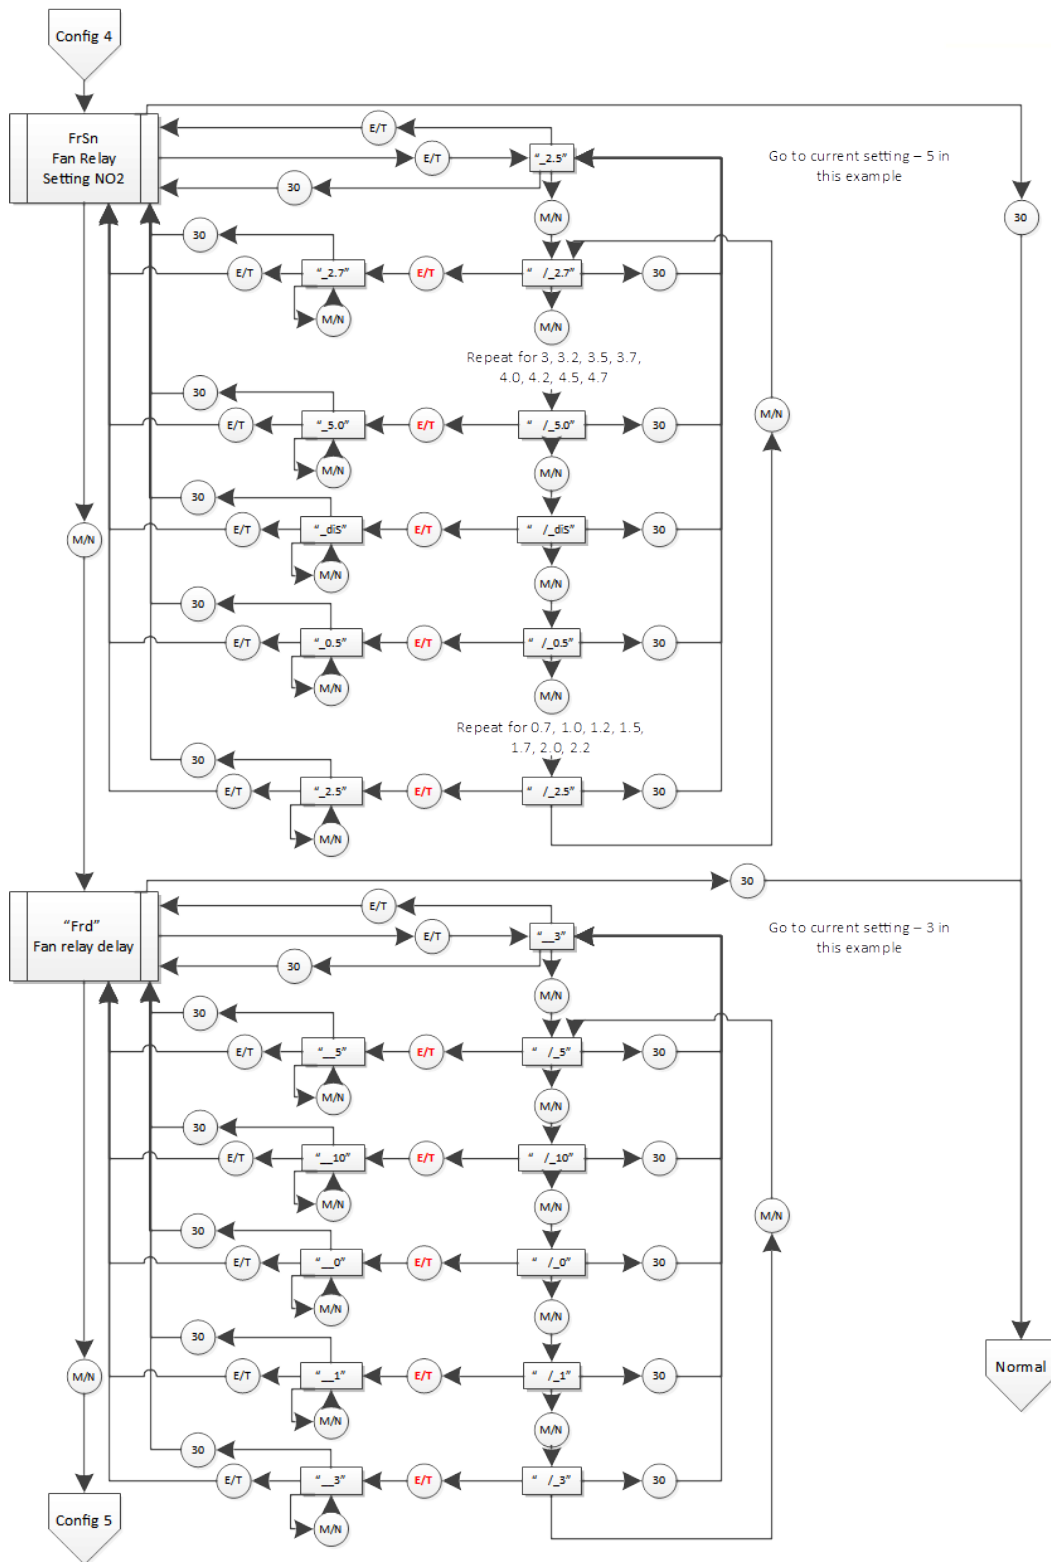 Config 4
FrSn
Fan Relay
Setting NO2
E/T
E/T
"_2.5"
30
Go to current setting – 5 in
this example
30
M/N
30
E/T
"_2.7"
E/T
" /_2.7"
30
M/N
M/N
Repeat for 3, 3.2, 3.5, 3.7,
4.0, 4.2, 4.5, 4.7
M/N
30
E/T
"_5.0"
E/T
" /_5.0"
30
M/N
M/N
30
E/T
"_diS"
E/T
" /_diS"
30
M/N
M/N
M/N
30
E/T
"_0.5"
E/T
" /_0.5"
30
M/N
M/N
Repeat for 0.7, 1.0, 1.2, 1.5,
1.7, 2.0, 2.2
30
E/T
"_2.5"
E/T
" /_2.5"
30
M/N
30
"Frd"
Fan relay delay
E/T
E/T
"__3"
30
Go to current setting – 3 in
this example
M/N
30
E/T
"__5"
E/T
" /_5"
30
M/N
M/N
30
E/T
"__10"
E/T
" /_10"
30
M/N
M/N
M/N
30
E/T
"__0"
E/T
" /_0"
30
M/N
M/N
30
E/T
"__1"
E/T
" /_1"
30
M/N
Normal
M/N
M/N
30
E/T
"__3"
E/T
" /_3"
30
M/N
Config 5